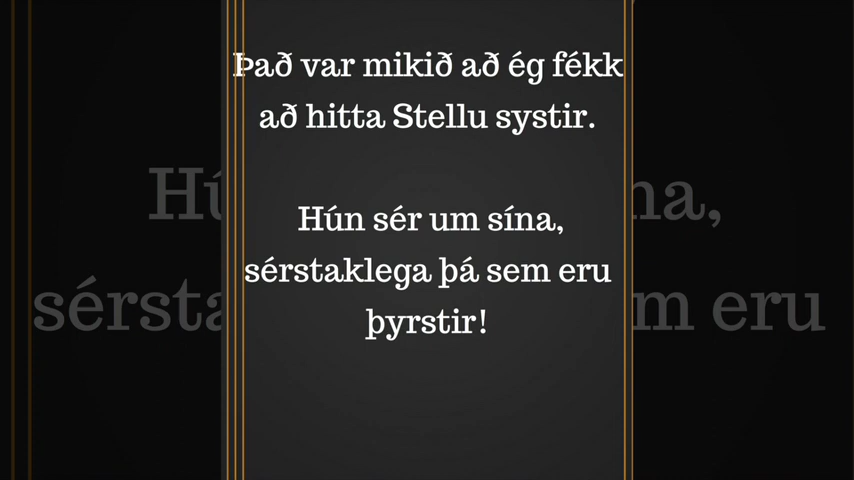 Það var mikið að ég fékk
að hitta Stellu systir.
Hún sér um sína,
sérstaklega þá sem eru
þyrstir!